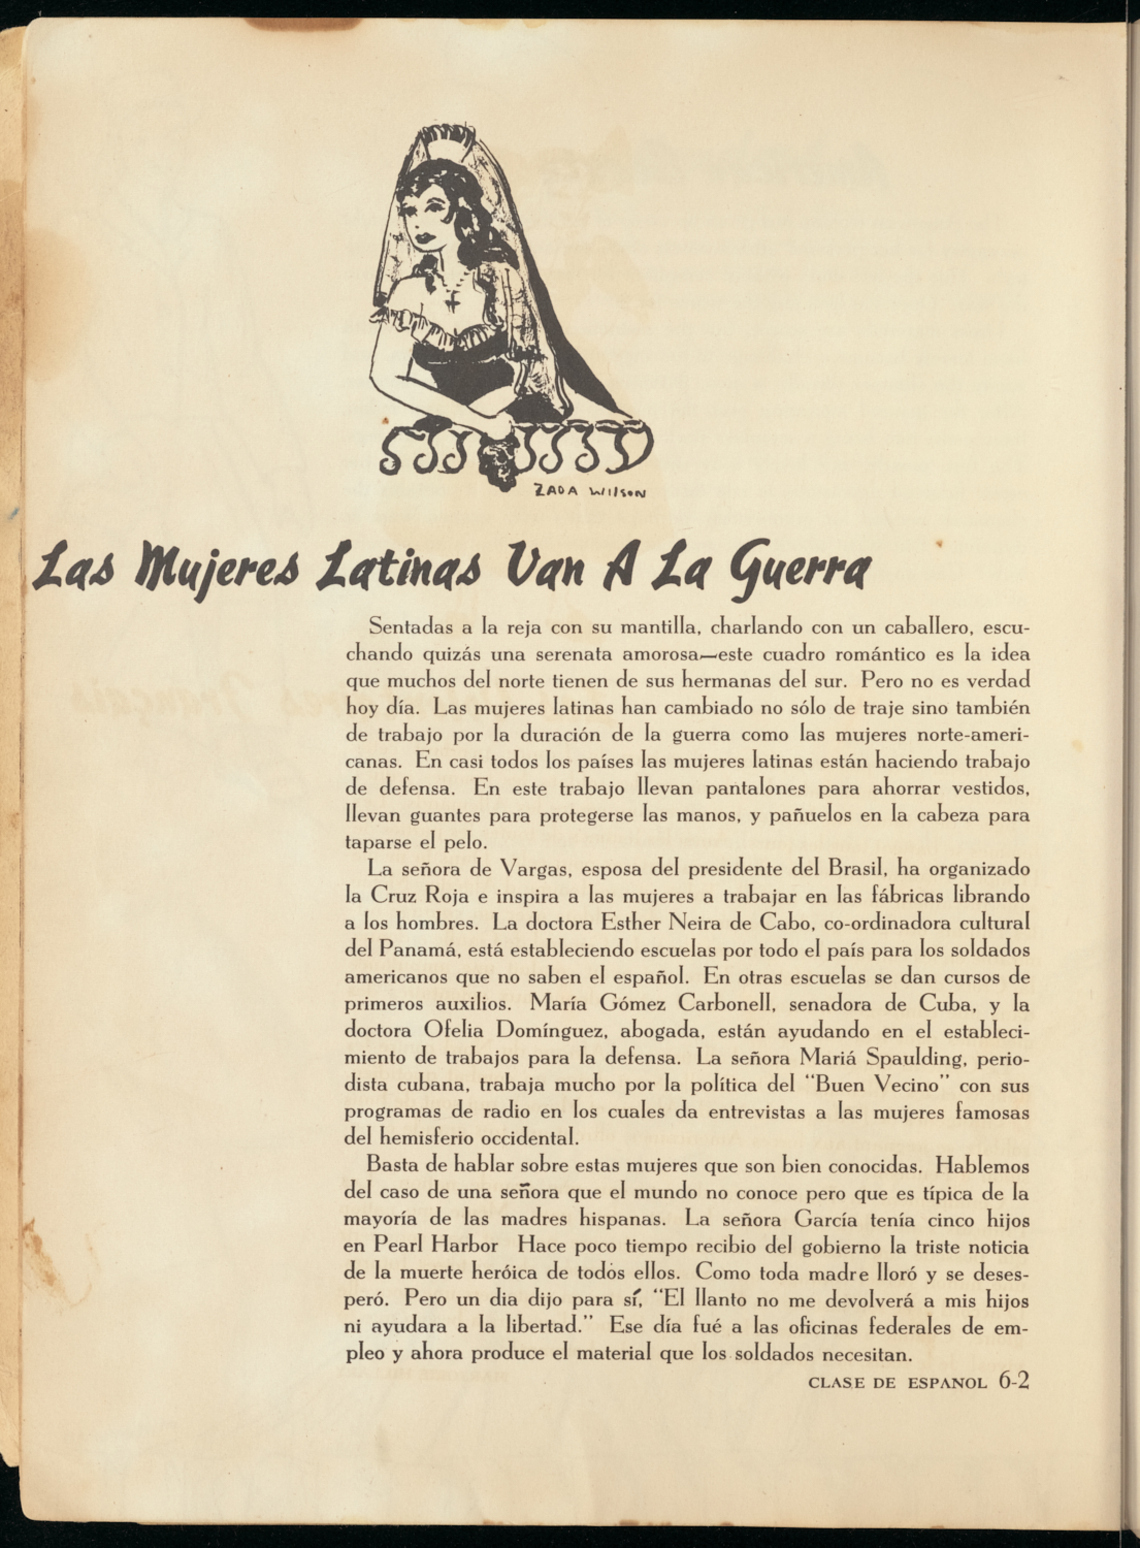 ZADA WILSON
Las Mujeres Latinas Van A La Guerra
Sentadas a la reja con su mantilla, charlando con un caballero, escu-
chando quizás una serenata amorosa—este cuadro romántico es la idea
que muchos del norte tienen de sus hermanas del sur. Pero no es verdad
hoy día. Las mujeres latinas han cambiado no sólo de traje sino también
de trabajo por la duración de la guerra como las mujeres norte-ameri-
canas. En casi todos los países las mujeres latinas están haciendo trabajo
de defensa. En este trabajo llevan pantalones para ahorrar vestidos,
llevan guantes para protegerse las manos, y pañuelos en la cabeza para
taparse el pelo.
La señora de Vargas, esposa del presidente del Brasil, ha organizado
la Cruz Roja e inspira a las mujeres a trabajar en las fábricas librando
a los hombres. La doctora Esther Neira de Cabo, co-ordinadora cultural
del Panamá, está estableciendo escuelas por todo el país para los soldados
americanos que no saben el español. En otras escuelas se dan cursos de
primeros auxilios. María Gómez Carbonell, senadora de Cuba, y la
doctora Ofelia Domínguez, abogada, están ayudando en el estableci-
miento de trabajos para la defensa. La señora Mariá Spaulding, perio-
dista cubana, trabaja mucho por la política del "Buen Vecino" con sus
programas de radio en los cuales da entrevistas a las mujeres famosas
del hemisferio occidental.
Basta de hablar sobre estas mujeres que son bien conocidas. Hablemos
del caso de una señora que el mundo no conoce pero que es típica de la
mayoría de las madres hispanas. La señora García tenía cinco hijos
en Pearl Harbor Hace poco tiempo recibio del gobierno la triste noticia
de la muerte heróica de todos ellos. Como toda madre lloró y se deses-
peró. Pero un dia dijo para sí, "El llanto no me devolverá a mis hijos
ni ayudara a la libertad." Ese día fué a las oficinas federales de em-
pleo y ahora produce el material que los soldados necesitan.
CLASE DE ESPANOL 6-2